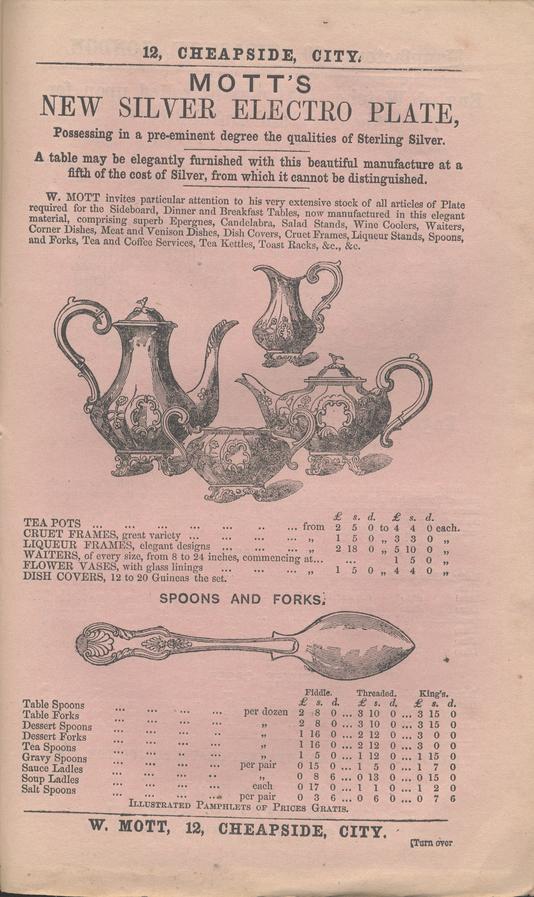 12, CHEAPSIDE, CITY.
MOTT'S
NEW SILVER ELECTRO PLATE,
Possessing in a pre-eminent degree the qualities of Sterling Silver.
A table may be elegantly furnished with this beautiful manufacture at a
fifth of the cost of Silver, from which it cannot be distinguished.
W. MOTT invites particular attention to his very extensive stock of all articles of Plate
required for the Sideboard, Dinner and Breakfast Tables, now manufactured in this elegant
material, comprising superb Epergnes, Candelabra, Salad Stands, Wine Coolers, Waiters,
Corner Dishes, Meat and Venison Dishes, Dish Covers, Cruet Frames, Liqueur Stands, Spoons,
and Forks, Tea and Coffee Services, Tea Kettles, Toast Racks, &c., &c.
£ s. d. £ s. d.
TEA POTS ... ... ... ... ... ... from 2 5 0 to 4 4 0 each.
CRUET FRAMES, great variety ... ... ... ... „ 1 5 0 „ 3 3 0 „
LIQUEUR FRAMES, elegant designs ... ... ... „ 2 18 0 „ 5 10 0 „
WAITERS, of every size, from 8 to 24 inches, commencing at... ... 1 5 0 „
FLOWER VASES, with glass linings ... ... ... „ 1 5 0 „ 4 4 0 „
DISH COVERS, 12 to 20 Guineas the set.
SPOONS AND FORKS.
Fiddle. Threaded. King's.
£ s. d. £ s. d. £ s. d.
Table Spoons ... ... ... ... per dozen 2 8 0 ... 3 10 0 ... 3 15 0
Table Forks ... ... ... ... „ 2 8 0 ... 3 10 0 ... 3 15 0
Dessert Spoons ... ... ... ... „ 1 16 0 ... 2 12 0 ... 3 0 0
Dessert Forks ... ... ... ... „ 1 16 0 ... 2 12 0 ... 3 0 0
Tea Spoons ... ... ... ... „ 1 5 0 ... 1 12 0 ... 1 15 0
Gravy Spoons ... ... ... ... per pair 0 15 0 ... 1 5 0 ... 1 7 0
Sauce Ladles ... ... ... ... „ 0 8 6 ... 0 13 0 ... 0 15 0
Soup Ladles ... ... ... ... each 0 17 0 ... 1 1 0 ... 1 2 0
Salt Spoons ... ... ... ... per pair 0 3 6 ... 0 6 0 ... 0 7 6
ILLUSTRATED PAMPHLETS OF PRICES GRATIS.
W. MOTT, 12, CHEAPSIDE, CITY.
[Turn over